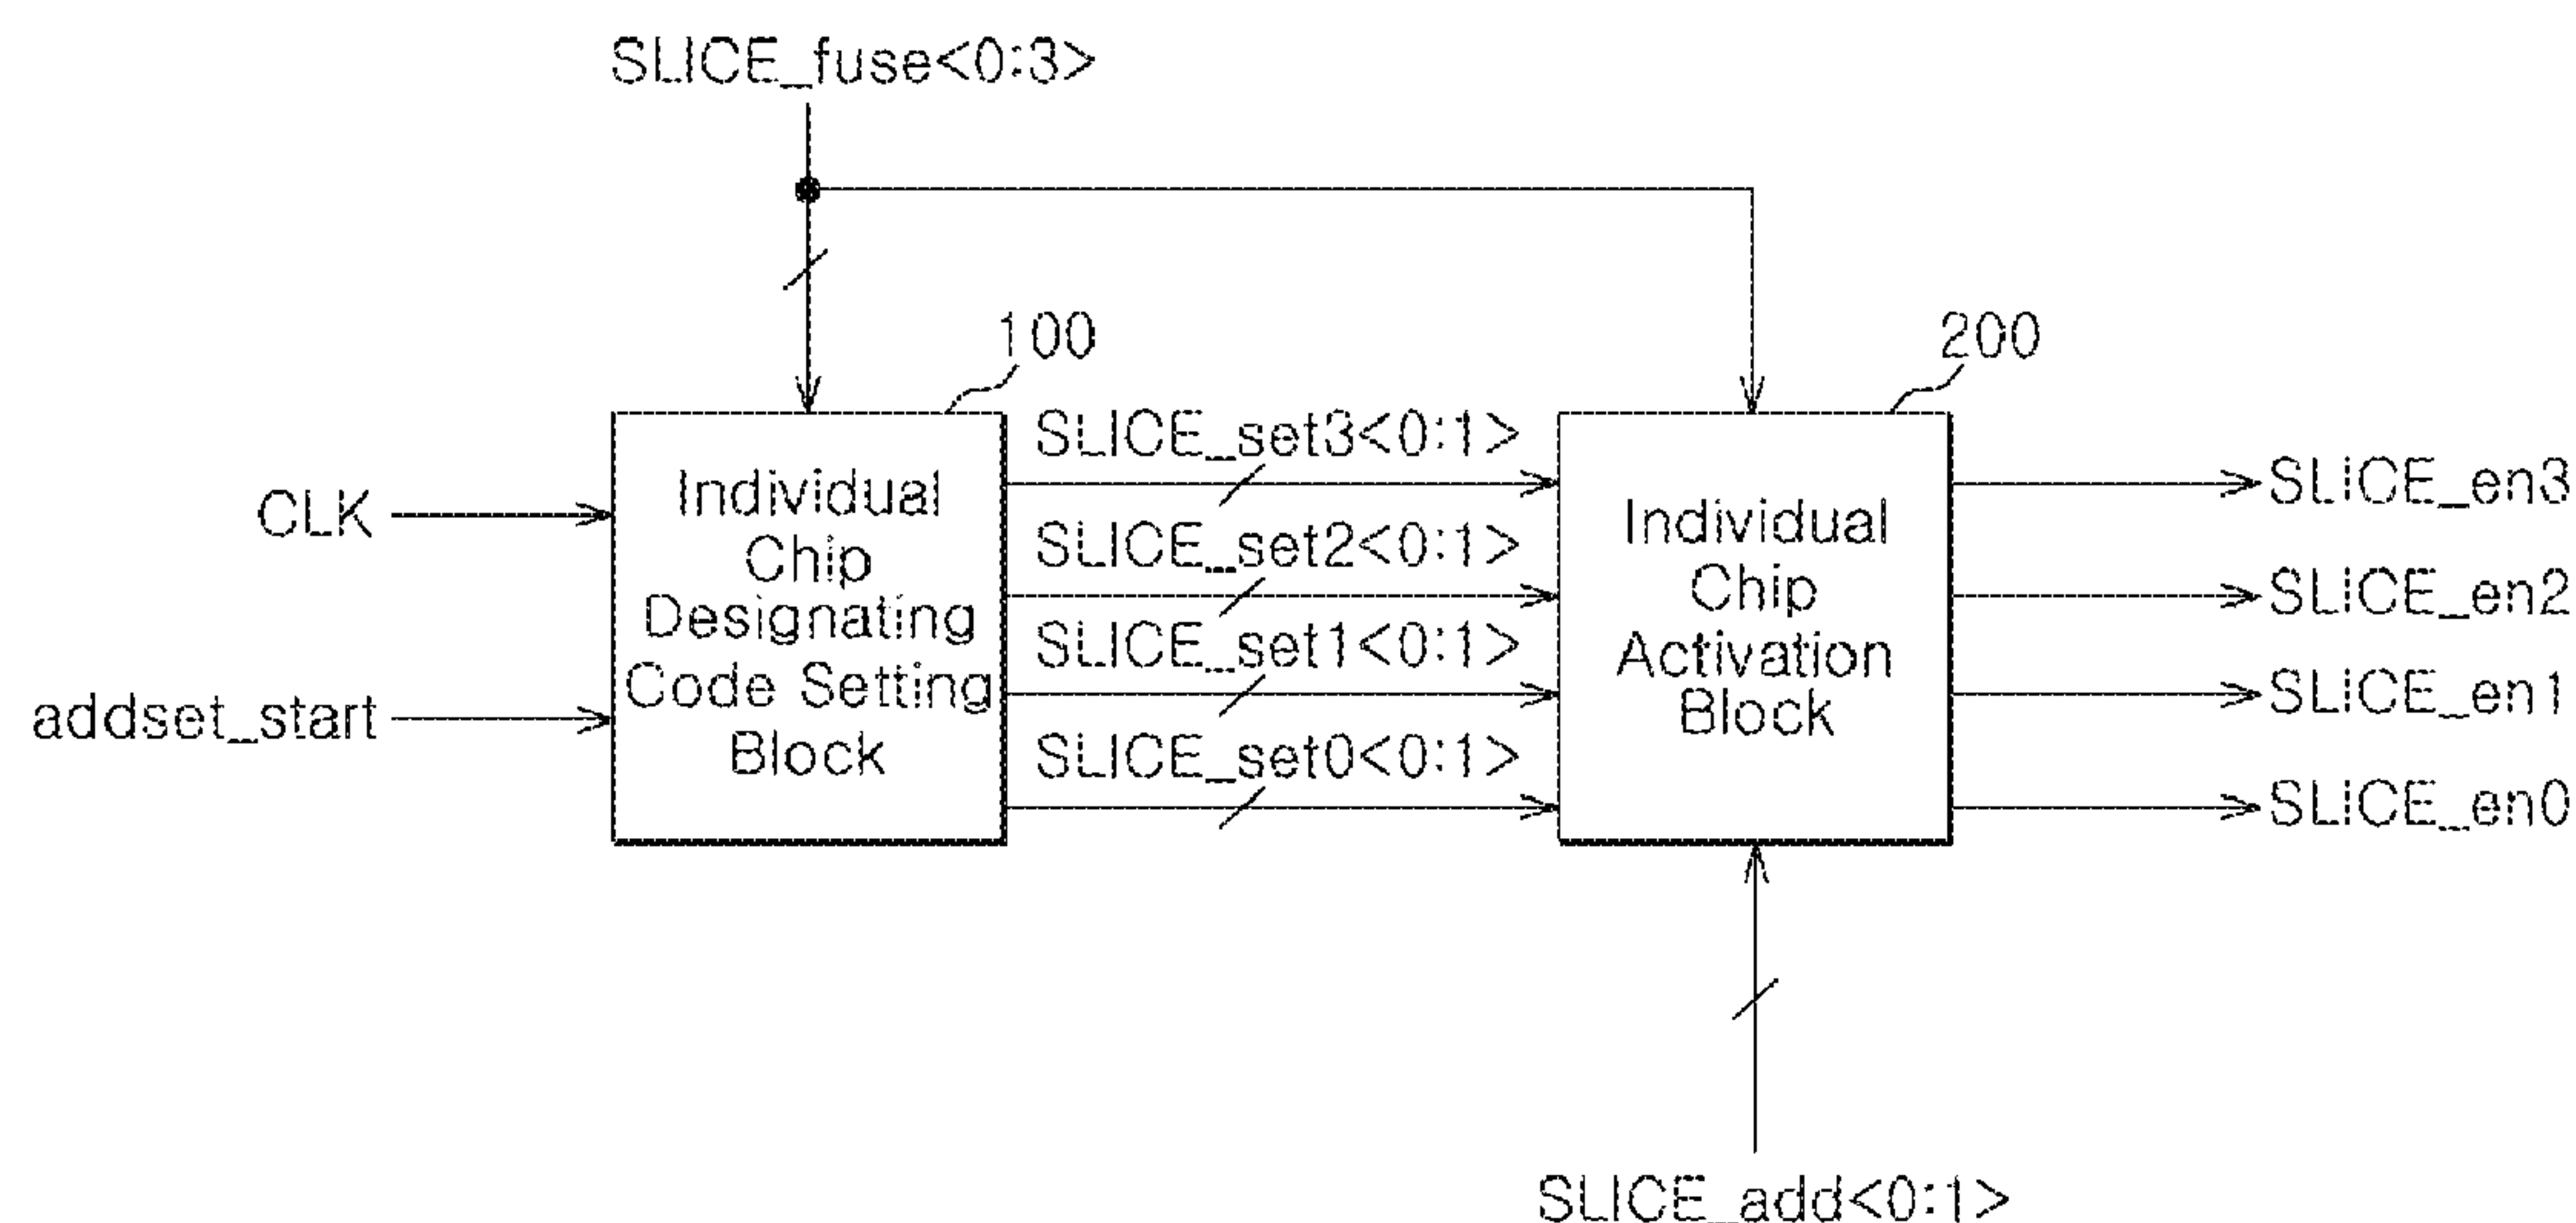 SLICE_fuse<0:3>
100
200
CLK
addset_start
Individual
Chip
Designating
Code Setting
Block
SLICE_set3<0:1>
SLICE_set2<0:1>
SLICE_set1<0:1>
SLICE_set0<0:1>
Individual
Chip
Activation
Block
SLICE_en3
SLICE_en2
SLICE_en1
SLICE_en0
SLICE_add<0:1>